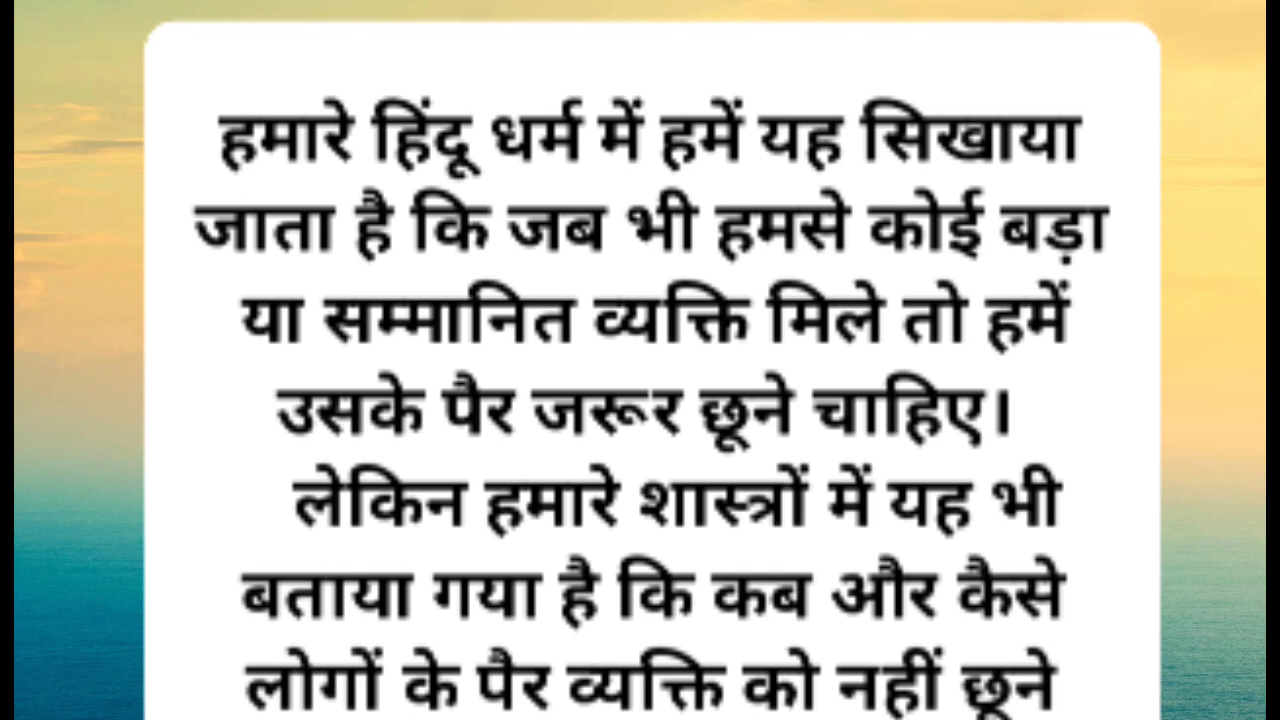 हमारे हिंदू धर्म में हमें यह सिखाया
जाता है कि जब भी हमसे कोई बड़ा
या सम्मानित व्यक्ति मिले तो हमें
उसके पैर जरूर छूने चाहिए।
लेकिन हमारे शास्त्रों में यह भी
बताया गया है कि कब और कैसे
लोगों के पैर व्यक्ति को नहीं छूने